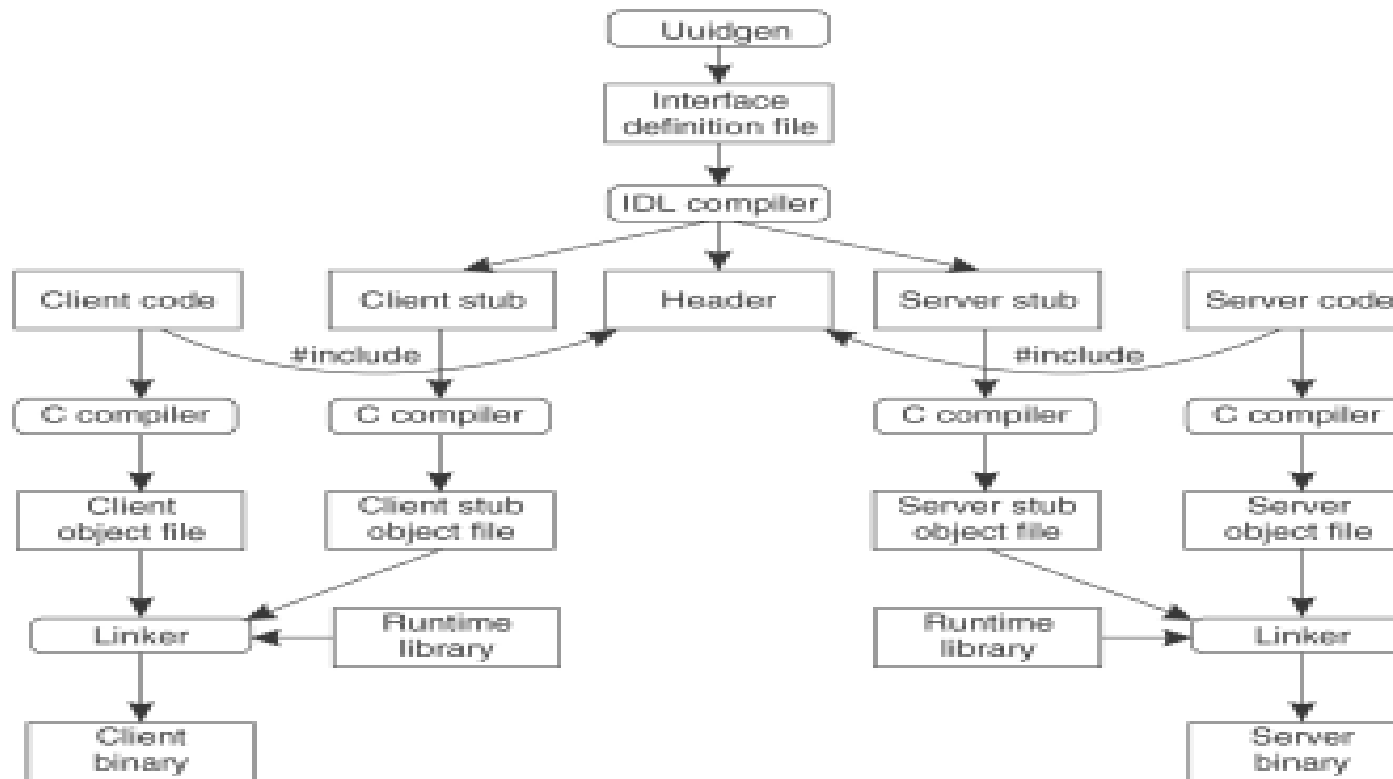 Uuidgen
Interface
definition file
IDL compiler
Client code
Client stub
Header
Server stub
Server code
#include
#include
C compiler
C compiler
C compiler
C compiler
Client
object file
Client stub
object file
Server stub
object file
Server
object file
Linker
Runtime
library
Runtime
library
Linker
Client
binary
Server
binary